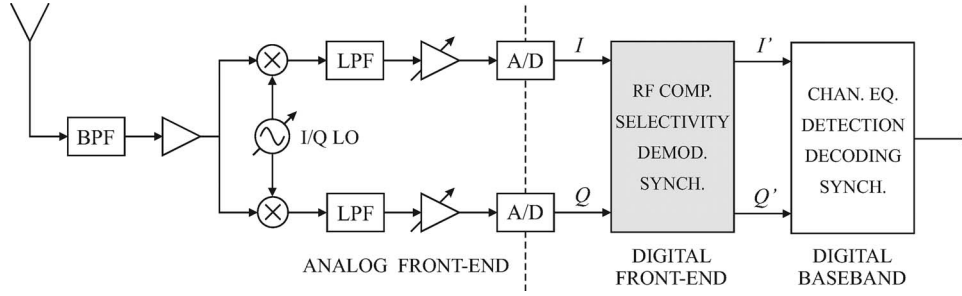 LPF
A/D
I
I’
BPF
I/Q LO
RF COMP.
SELECTIVITY
DEMOD.
SYNCH.
CHAN. EQ.
DETECTION
DECODING
SYNCH.
LPF
A/D
Q
Q’
ANALOG FRONT-END
DIGITAL
FRONT-END
DIGITAL
BASEBAND